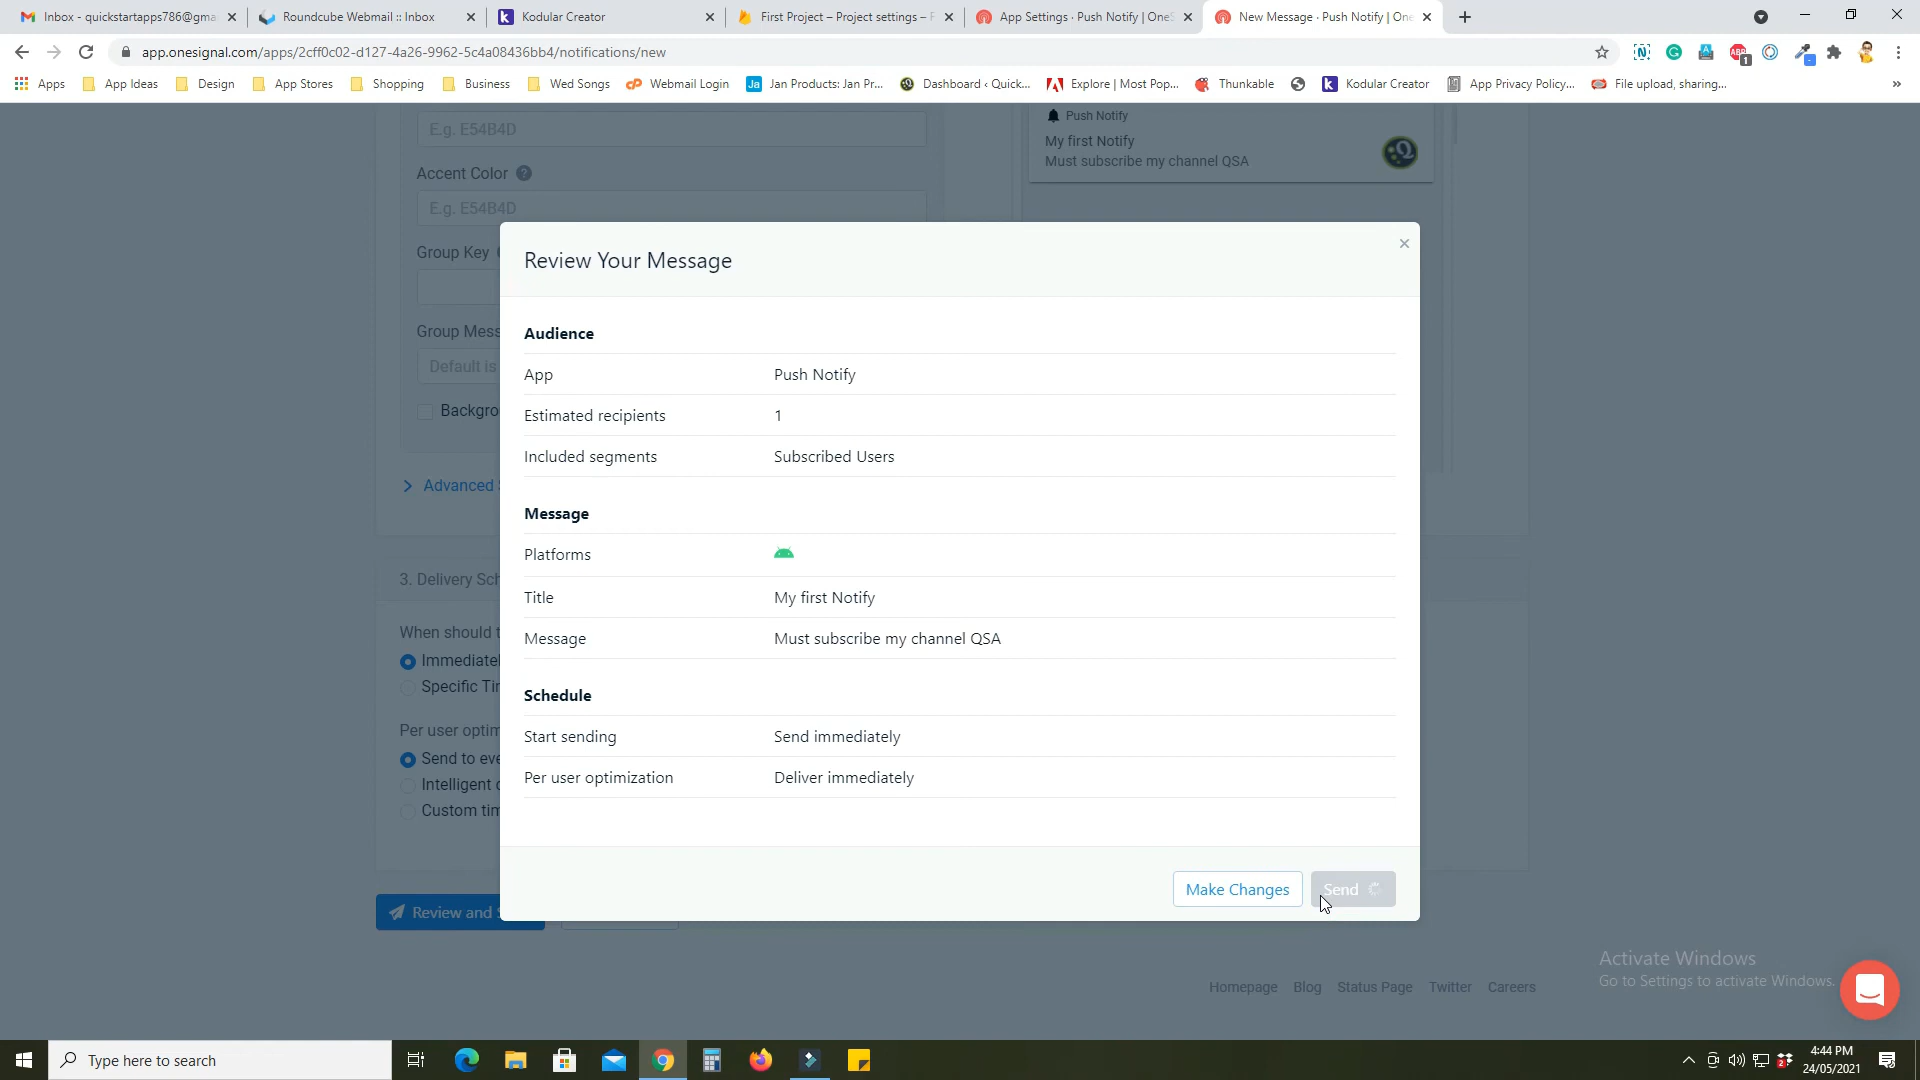 Inbox - quickstartapps786@gma
Roundcube Webmail :: Inbox
Kodular Creator
First Project – Project settings – F
App Settings · Push Notify | OneS
New Message · Push Notify | One
app.onesignal.com/apps/2cff0c02-d127-4a26-9962-5c4a08436bb4/notifications/new
Apps
App Ideas
Design
App Stores
Shopping
Business
Wed Songs
Webmail Login
Jan Products: Jan Pr...
Dashboard ‹ Quick...
Explore | Most Pop...
Thunkable
Kodular Creator
App Privacy Policy...
File upload, sharing...
E.g. E54B4D
Push Notify
My first Notify
Must subscribe my channel QSA
Accent Color
E.g. E54B4D
Group Key
Group Mess
Default is
Backgro
Advanced
Review Your Message
Audience
App Push Notify
Estimated recipients 1
Included segments Subscribed Users
Message
Platforms
Title My first Notify
Message Must subscribe my channel QSA
Schedule
Start sending Send immediately
Per user optimization Deliver immediately
Make Changes
Send
3. Delivery Sch
When should t
Immediatel
Specific Tin
Per user optim
Send to eve
Intelligent
Custom tim
Review and S
Activate Windows
Go to Settings to activate Windows.
Homepage Blog Status Page Twitter Careers
Type here to search
4:44 PM
24/05/2021